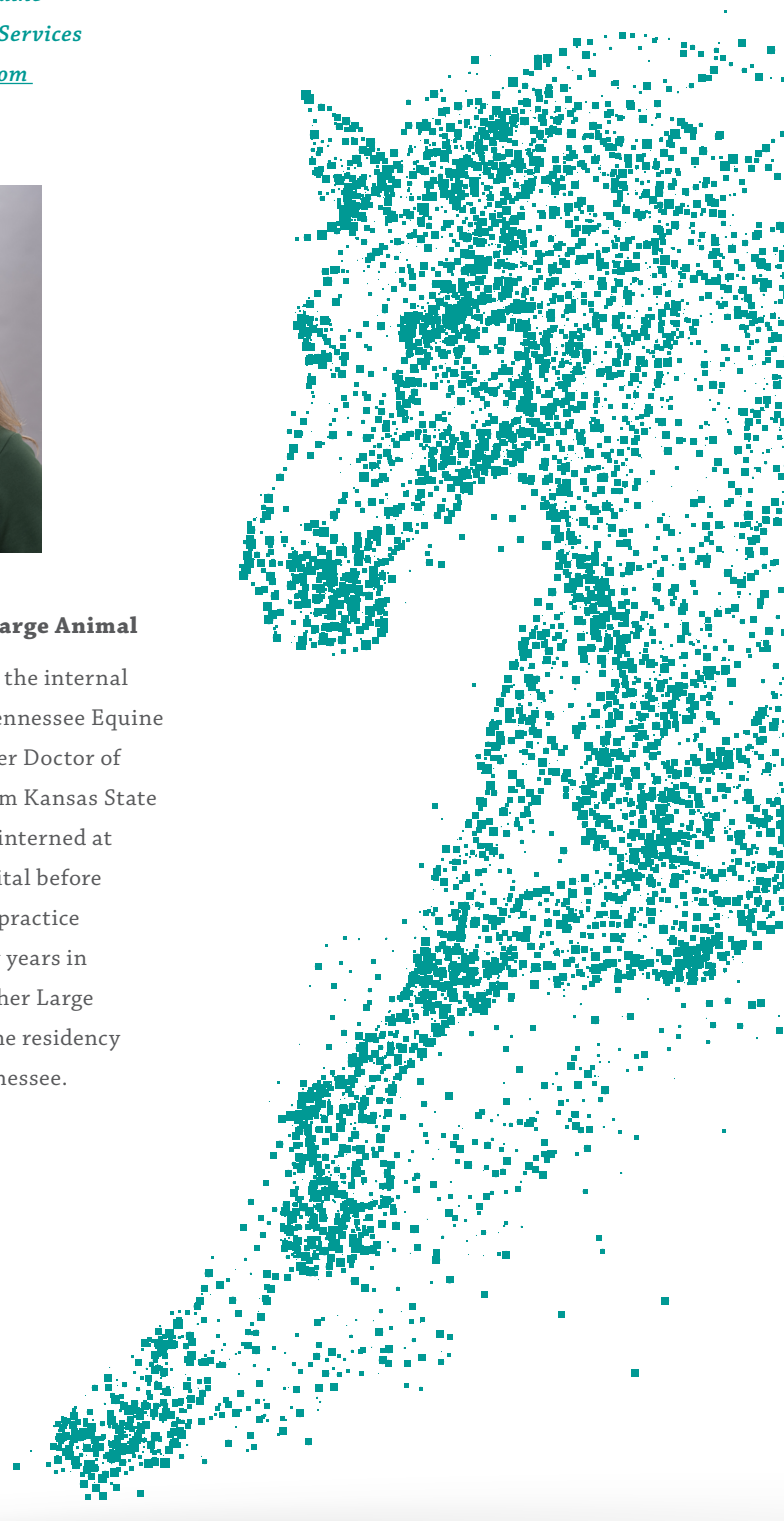 Services
om
arge Animal
the internal
ennessee Equine
er Doctor of
m Kansas State
interned at
ital before
practice
years in
her Large
ne residency
nessee.